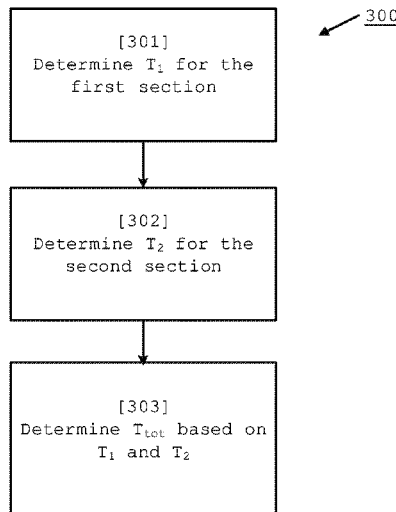 300
[301]
Determine T₁ for the
first section
[302]
Determine T₂ for the
second section
[303]
Determine Tₜₒₜ based on
T₁ and T₂